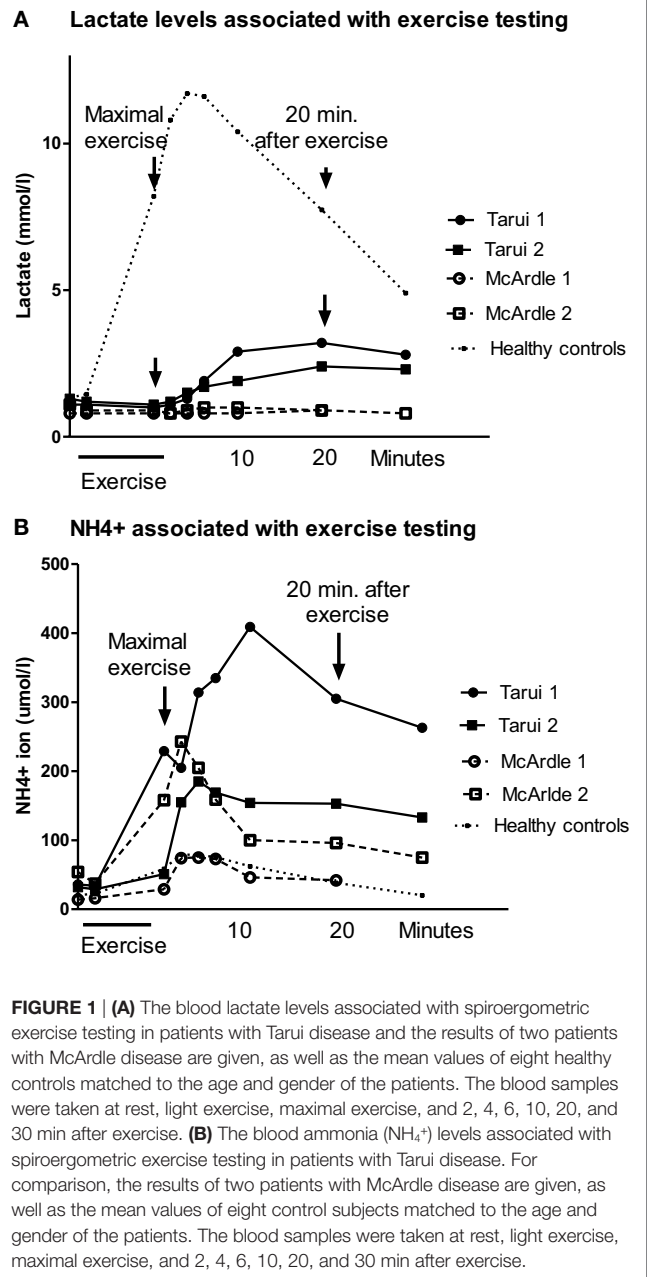 A Lactate levels associated with exercise testing
Maximal
exercise
20 min.
after exercise
10
5
0
Lactate (mmol/l)
Tarui 1
Tarui 2
McArdle 1
McArdle 2
Healthy controls
10 20 Minutes
Exercise
B NH4+ associated with exercise testing
500
400
300
200
100
0
NH4+ ion (umol/l)
20 min. after
exercise
Maximal
exercise
Tarui 1
Tarui 2
McArdle 1
McArlde 2
Healthy controls
10 20 Minutes
Exercise
FIGURE 1 | (A) The blood lactate levels associated with spiroergometric
exercise testing in patients with Tarui disease and the results of two patients
with McArdle disease are given, as well as the mean values of eight healthy
controls matched to the age and gender of the patients. The blood samples
were taken at rest, light exercise, maximal exercise, and 2, 4, 6, 10, 20, and
30 min after exercise. (B) The blood ammonia (NH₄⁺) levels associated with
spiroergometric exercise testing in patients with Tarui disease. For
comparison, the results of two patients with McArdle disease are given, as
well as the mean values of eight control subjects matched to the age and
gender of the patients. The blood samples were taken at rest, light exercise,
maximal exercise, and 2, 4, 6, 10, 20, and 30 min after exercise.